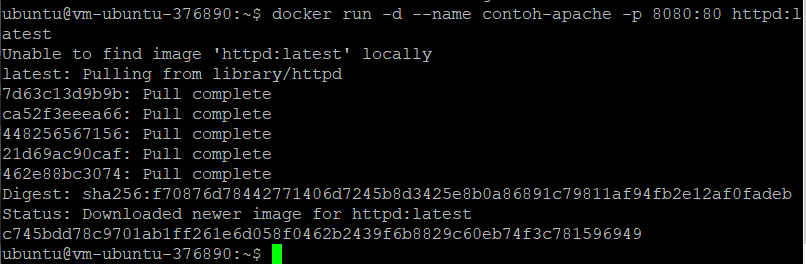 ubuntu@vm-ubuntu-376890:~$ docker run -d --name contoh-apache -p 8080:80 httpd:l
atest
Unable to find image 'httpd:latest' locally
latest: Pulling from library/httpd
7d63c13d9b9b: Pull complete
ca52f3eeea66: Pull complete
448256567156: Pull complete
21d69ac90caf: Pull complete
462e88bc3074: Pull complete
Digest: sha256:f70876d78442771406d7245b8d3425e8b0a86891c79811af94fb2e12af0fadeb
Status: Downloaded newer image for httpd:latest
c745bdd78c9701ab1ff261e6d058f0462b2439f6b8829c60eb74f3c781596949
ubuntu@vm-ubuntu-376890:~$